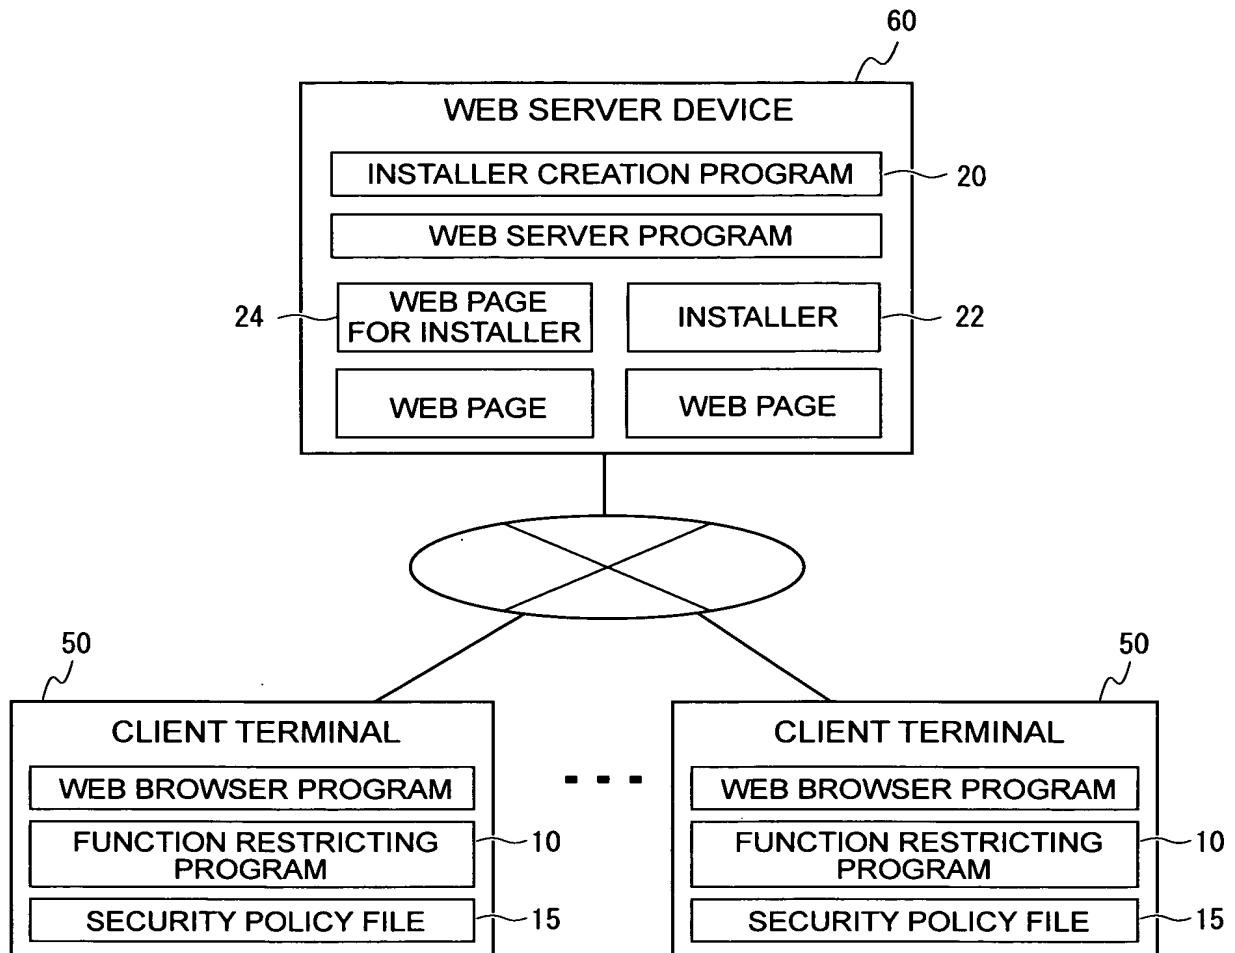 60
WEB SERVER DEVICE
INSTALLER CREATION PROGRAM
20
WEB SERVER PROGRAM
24
WEB PAGE
FOR INSTALLER
INSTALLER
22
WEB PAGE
WEB PAGE
50
CLIENT TERMINAL
WEB BROWSER PROGRAM
FUNCTION RESTRICTING
PROGRAM
10
SECURITY POLICY FILE
15
50
CLIENT TERMINAL
WEB BROWSER PROGRAM
FUNCTION RESTRICTING
PROGRAM
10
SECURITY POLICY FILE
15